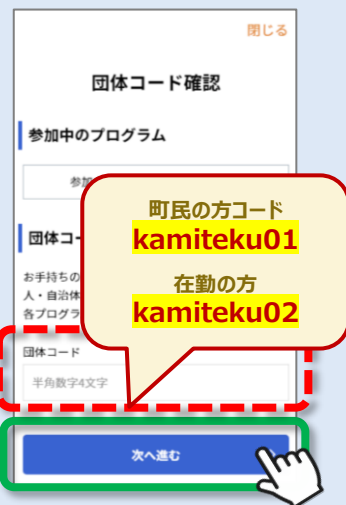 閉じる
団体コード確認
参加中のプログラム
参加
町民の方コード
kamiteku01
在勤の方
kamiteku02
団体コー
お手持ちの
人・自治体
各プログラ
団体コード
半角数字4文字
次へ進む